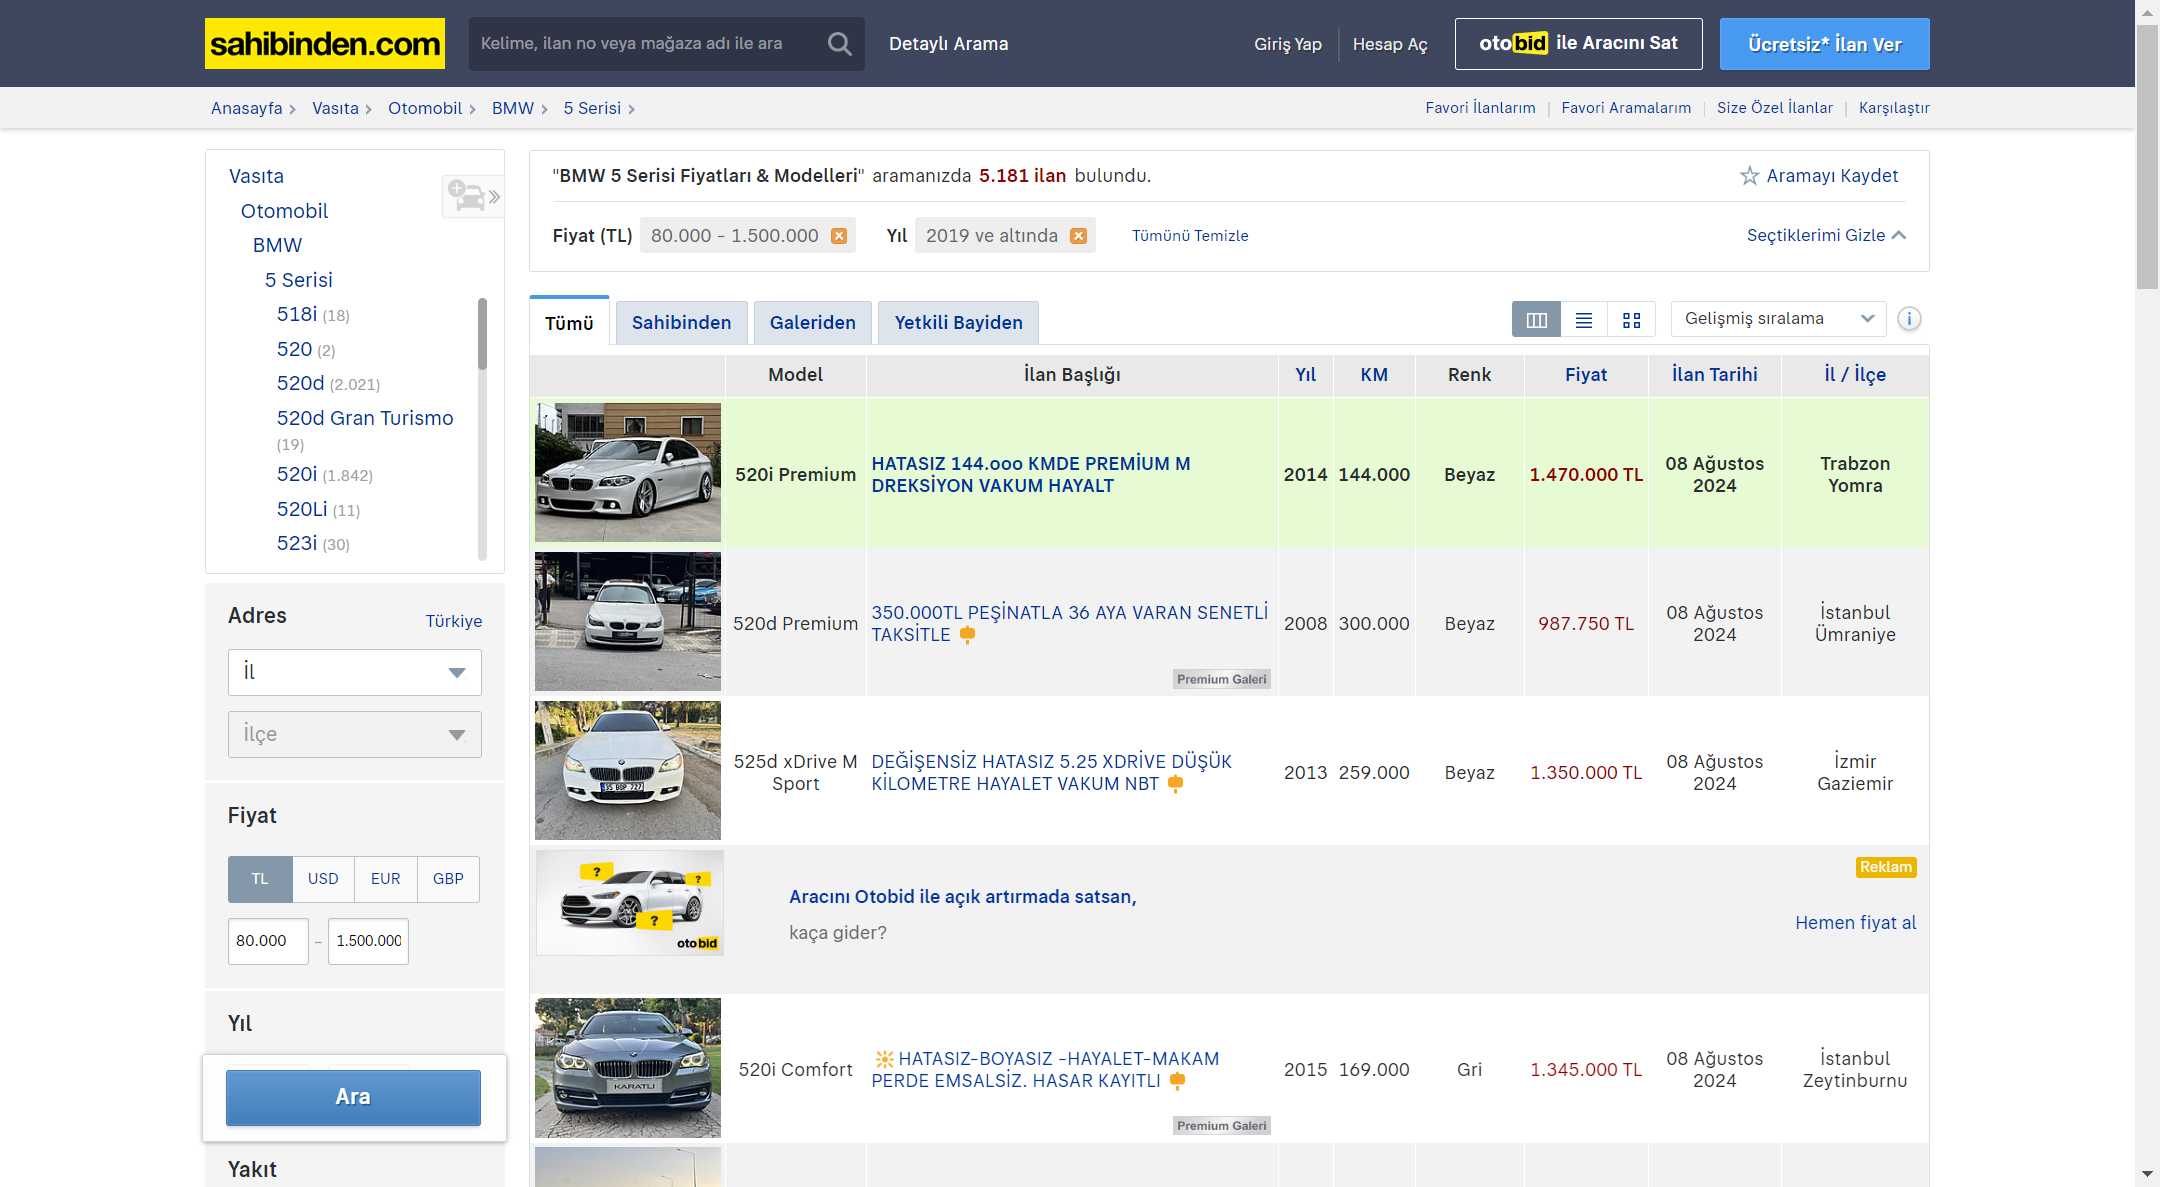 sahibinden.com
Kelime, ilan no veya mağaza adı ile ara
Detaylı Arama
Giriş Yap
Hesap Aç
otobid ile Aracını Sat
Ücretsiz* İlan Ver
Anasayfa > Vasıta > Otomobil > BMW > 5 Serisi >
Favori İlanlarım | Favori Aramalarım | Size Özel İlanlar | Karşılaştır
Vasıta
Otomobil
BMW
5 Serisi
518i (18)
520 (2)
520d (2.021)
520d Gran Turismo
(19)
520i (1.842)
520Li (11)
523i (30)
Adres
Türkiye
İl
İlçe
Fiyat
TL USD EUR GBP
80.000 - 1.500.000
Yıl
Ara
Yakıt
"BMW 5 Serisi Fiyatları & Modelleri" aramanızda 5.181 ilan bulundu.
Aramayı Kaydet
Fiyat (TL) 80.000 - 1.500.000 Yıl 2019 ve altında Tümünü Temizle
Seçtiklerimi Gizle
Tümü Sahibinden Galeriden Yetkili Bayiden
Gelişmiş sıralama
Model İlan Başlığı Yıl KM Renk Fiyat İlan Tarihi İl / İlçe
520i Premium
HATASIZ 144.ooo KMDE PREMİUM M
DREKSİYON VAKUM HAYALT
2014 144.000 Beyaz 1.470.000 TL
08 Ağustos
2024
Trabzon
Yomra
520d Premium
350.000TL PEŞİNATLA 36 AYA VARAN SENETLİ
TAKSİTLE
Premium Galeri
2008 300.000 Beyaz 987.750 TL
08 Ağustos
2024
İstanbul
Ümraniye
35 BBP 727
525d xDrive M
Sport
DEĞİŞENSİZ HATASIZ 5.25 XDRİVE DÜŞÜK
KİLOMETRE HAYALET VAKUM NBT
2013 259.000 Beyaz 1.350.000 TL
08 Ağustos
2024
İzmir
Gaziemir
? ? ?
otobid
Aracını Otobid ile açık artırmada satsan,
kaça gider?
Reklam
Hemen fiyat al
KARATLI
520i Comfort
HATASIZ-BOYASIZ -HAYALET-MAKAM
PERDE EMSALSİZ. HASAR KAYITLI
Premium Galeri
2015 169.000 Gri 1.345.000 TL
08 Ağustos
2024
İstanbul
Zeytinburnu